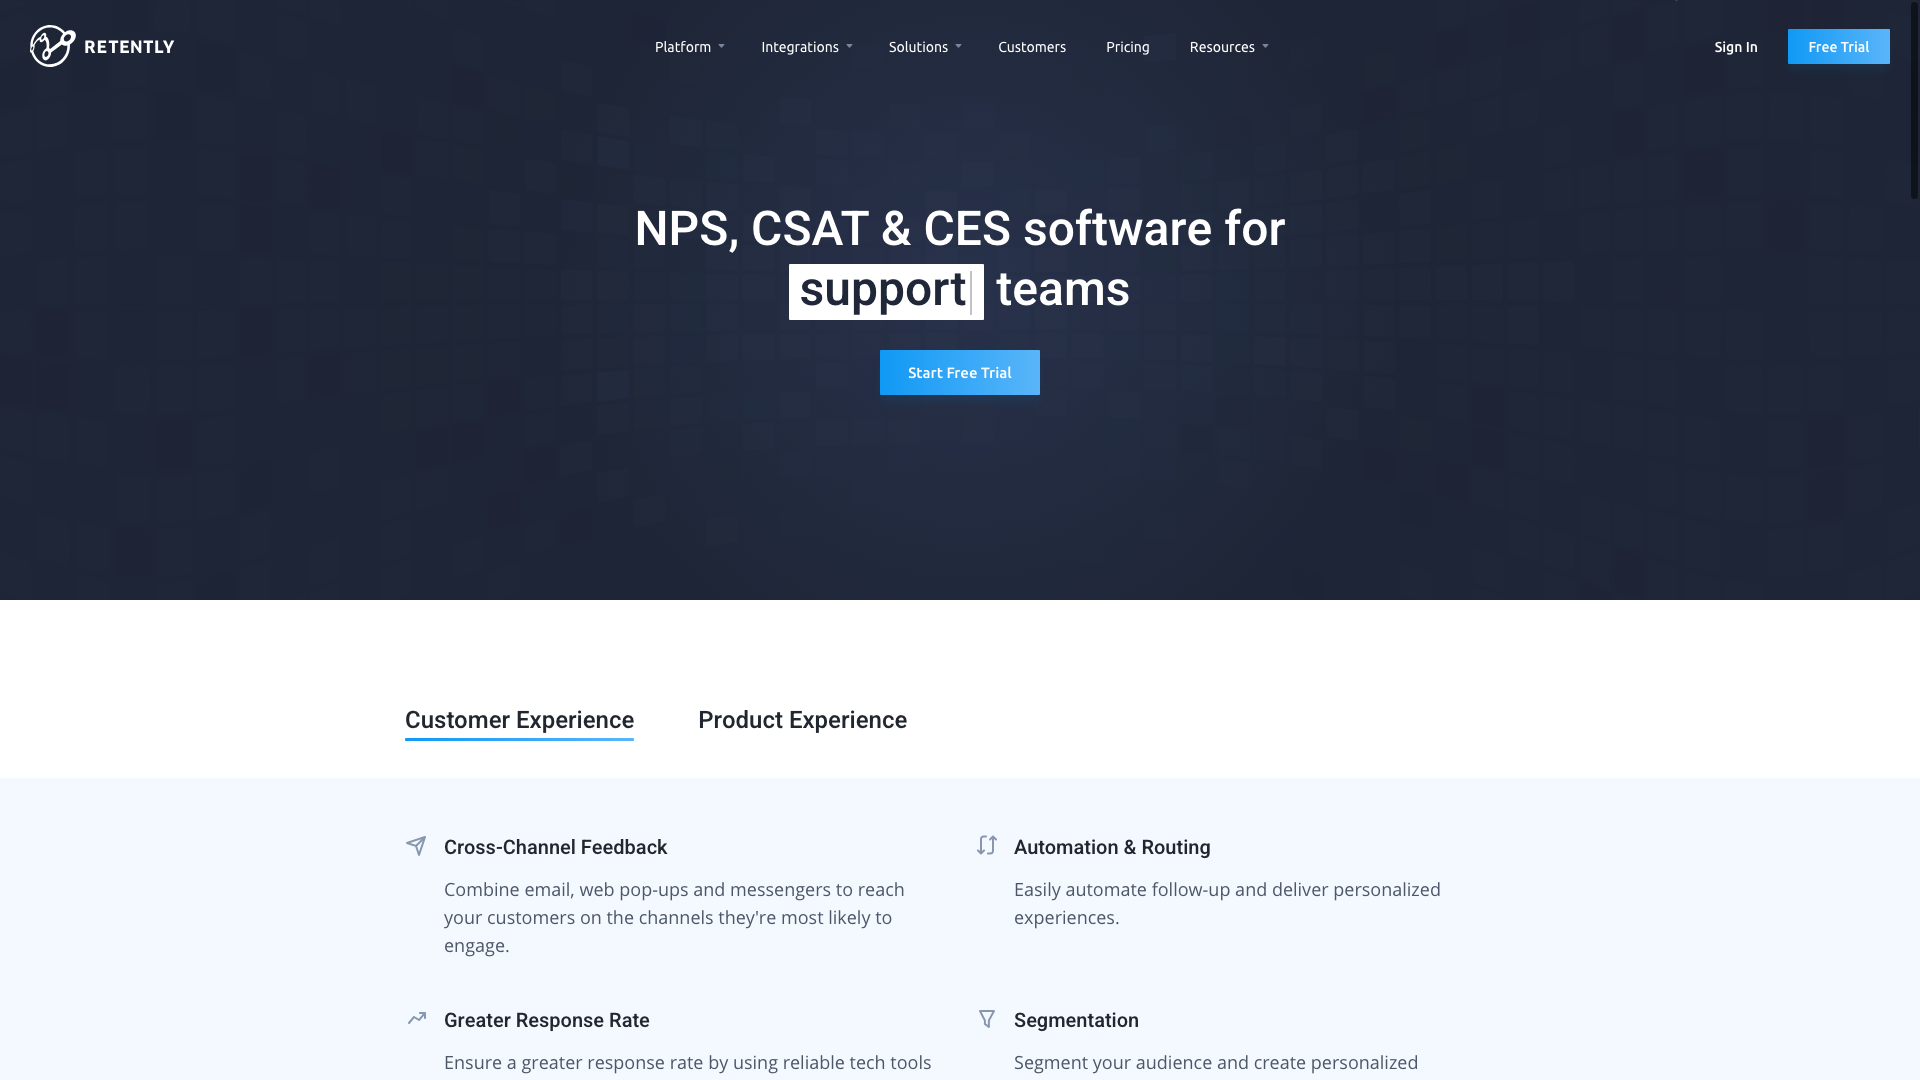 RETENTLY
Platform
Integrations
Solutions
Customers
Pricing
Resources
Sign In
Free Trial
NPS, CSAT & CES software for
support teams
Start Free Trial
Customer Experience
Product Experience
Cross-Channel Feedback
Combine email, web pop-ups and messengers to reach
your customers on the channels they're most likely to
engage.
Automation & Routing
Easily automate follow-up and deliver personalized
experiences.
Greater Response Rate
Ensure a greater response rate by using reliable tech tools
Segmentation
Segment your audience and create personalized